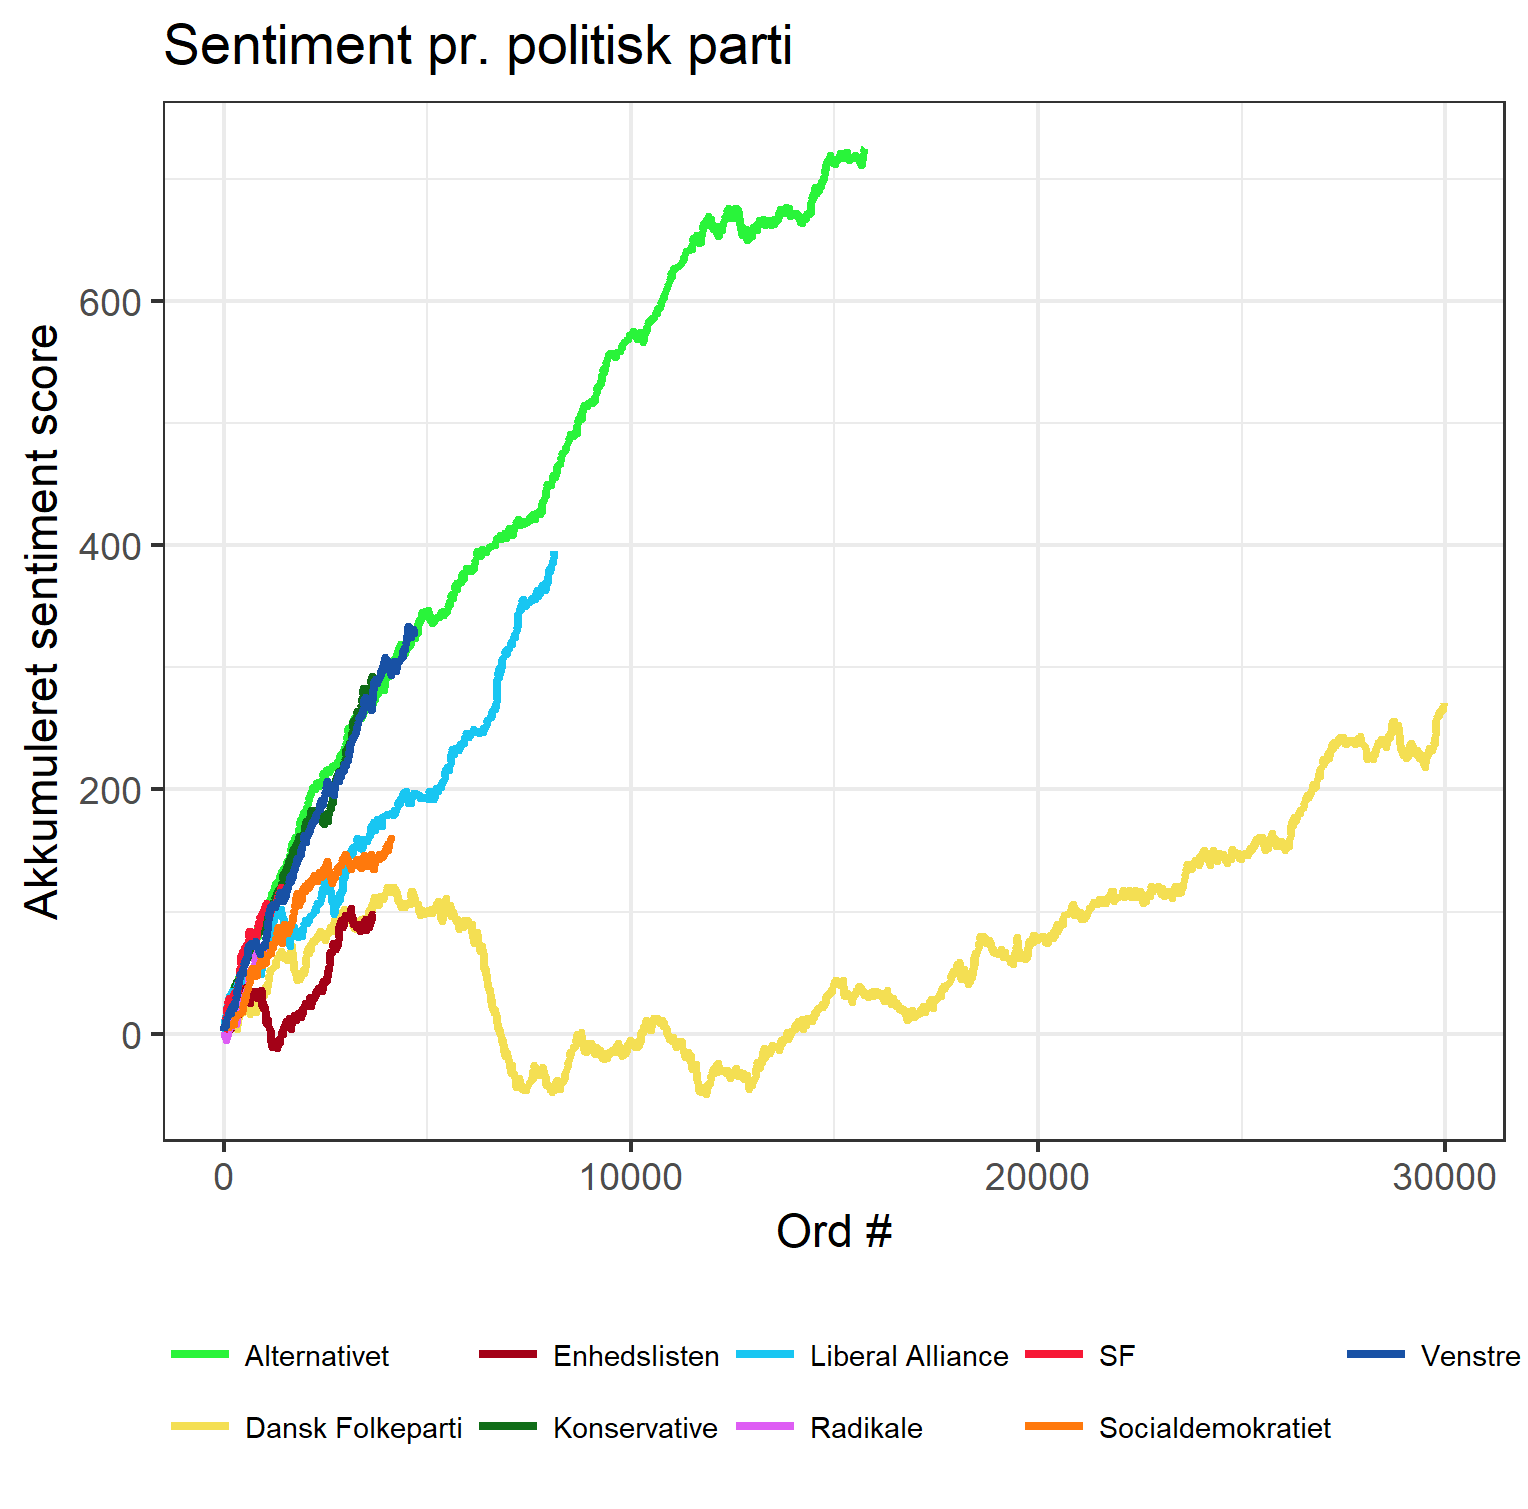 Sentiment pr. politisk parti
Akkumuleret sentiment score
600
400
200
0
0 10000 20000 30000
Ord #
Alternativet Enhedslisten Liberal Alliance SF Venstre
Dansk Folkeparti Konservative Radikale Socialdemokratiet